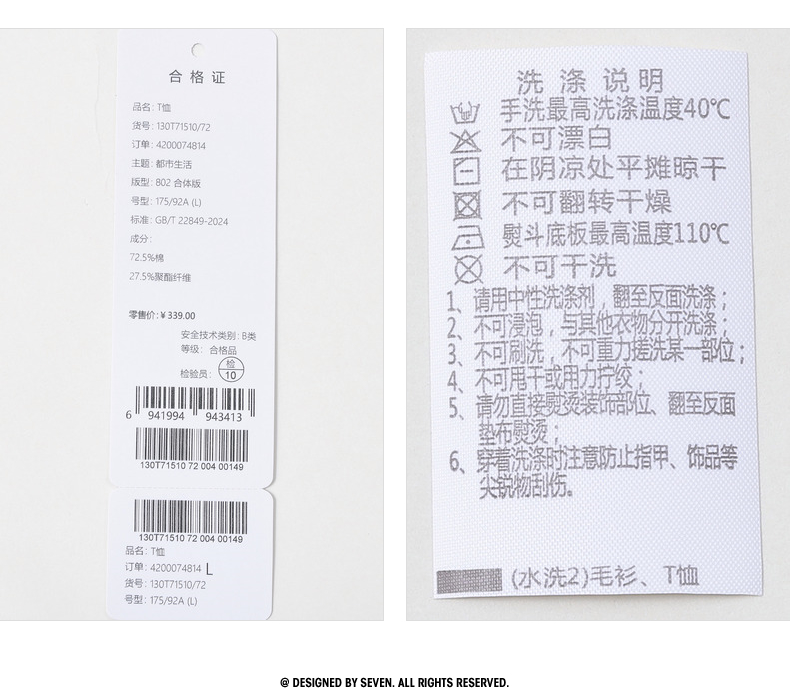 合格证
品名: T恤
货号: 130T71510/72
订单: 4200074814
主题: 都市生活
版型: 802 合体版
号型: 175/92A (L)
标准: GB/T 22849-2024
成分:
72.5%棉
27.5%聚酯纤维
零售价: ¥ 339.00
安全技术类别: B类
等级: 合格品
检验员: 检 10
6 941994 943413
130T71510 72 004 00149
130T71510 72 004 00149
品名: T恤
订单: 4200074814 L
货号: 130T71510/72
号型: 175/92A (L)
洗涤说明
手洗最高洗涤温度40℃
不可漂白
在阴凉处平摊晾干
不可翻转干燥
熨斗底板最高温度110℃
不可干洗
1、请用中性洗涤剂，翻至反面洗涤；
2、不可浸泡，与其他衣物分开洗涤；
3、不可刷洗，不可重力搓洗某一部位；
4、不可甩干或用力拧绞；
5、请勿直接熨烫装饰部位、翻至反面
垫布熨烫；
6、穿着洗涤时注意防止指甲、饰品等
尖锐物刮伤。
(水洗2)毛衫、T恤
@ DESIGNED BY SEVEN. ALL RIGHTS RESERVED.